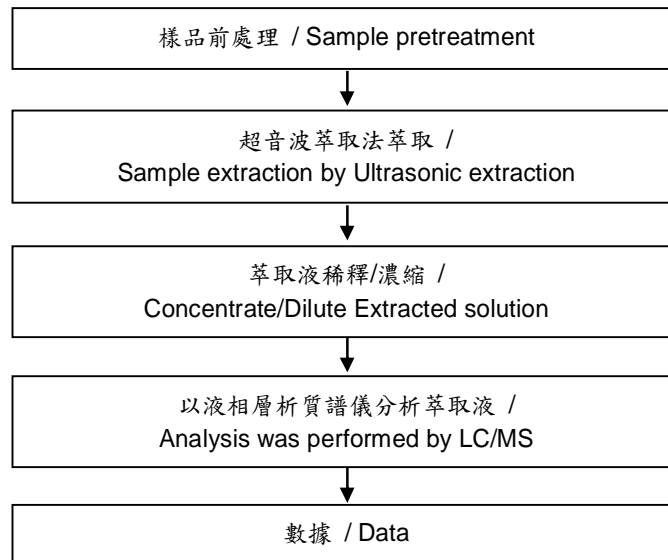 樣品前處理 / Sample pretreatment
超音波萃取法萃取 /
Sample extraction by Ultrasonic extraction
萃取液稀釋/濃縮 /
Concentrate/Dilute Extracted solution
以液相層析質譜儀分析萃取液 /
Analysis was performed by LC/MS
數據 / Data